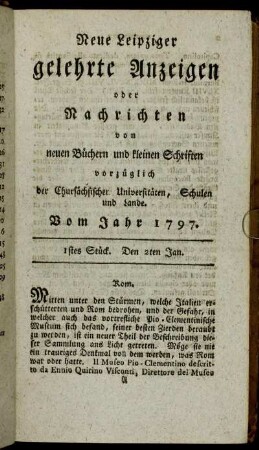 Neue Leipziger
gelehrte Anzeigen
oder
Nachrichten
von
neuen Büchern und kleinen Schriften
vorzüglich
der Chursächsischer Universitäten, Schulen
und Lande.
Vom Jahr 1797.
1stes Stück. Den 2ten Jan.
Rom.
Mitten unter den Stürmen, welche Italien er-
schütterten und Rom bedrohen, und der Gefahr, in
welcher auch das vortrefliche Pio-Clementinische
Museum sich befand, seiner besten Zierden beraubt
zu werden, ist ein neuer Theil der Beschreibung die-
ser Sammlung ans Licht getreten. Möge sie nit
ein trauriges Denkmal von dem werden, was Rom
war oder hatte. Il Museo Pio-Clementino descrit-
to da Ennio Quirino Visconti, Direttore del Museo
A